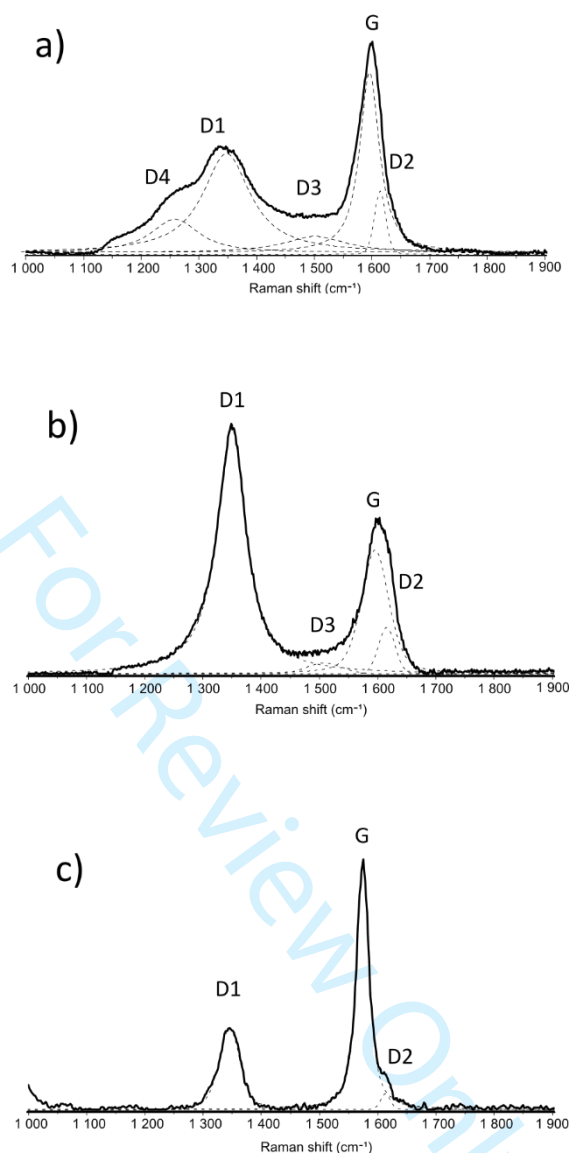 a)
G
D1
D2
D4
D3
1 000 1 100 1 200 1 300 1 400 1 500 1 600 1 700 1 800 1 900
Raman shift (cm⁻¹)
b)
D1
G
D2
D3
1 000 1 100 1 200 1 300 1 400 1 500 1 600 1 700 1 800 1 900
Raman shift (cm⁻¹)
c)
G
D1
D2
1 000 1 100 1 200 1 300 1 400 1 500 1 600 1 700 1 800 1 900
Raman shift (cm⁻¹)
For Review Onl